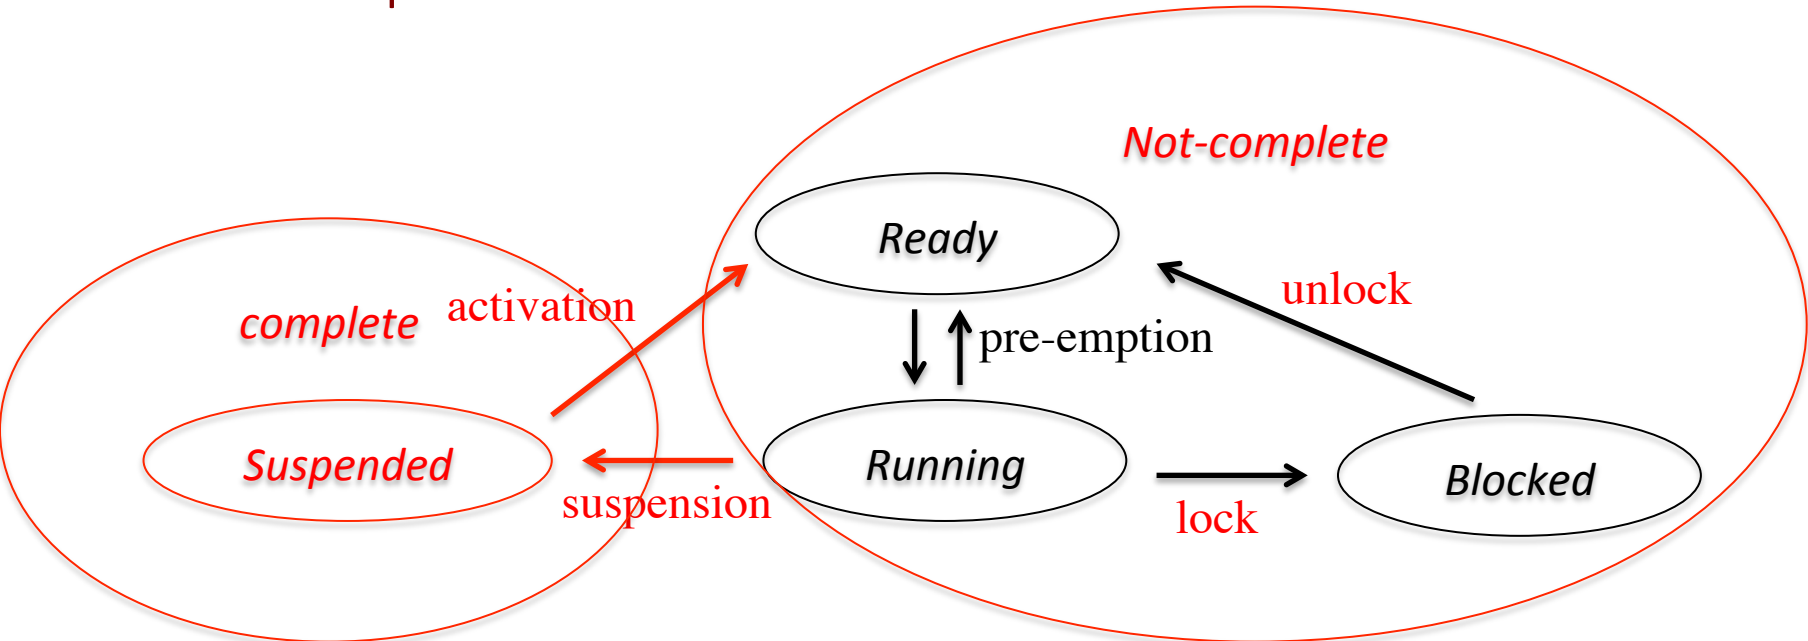 Not-complete
Ready
unlock
activation
complete
pre-emption
Suspended
Running
Blocked
suspension
lock